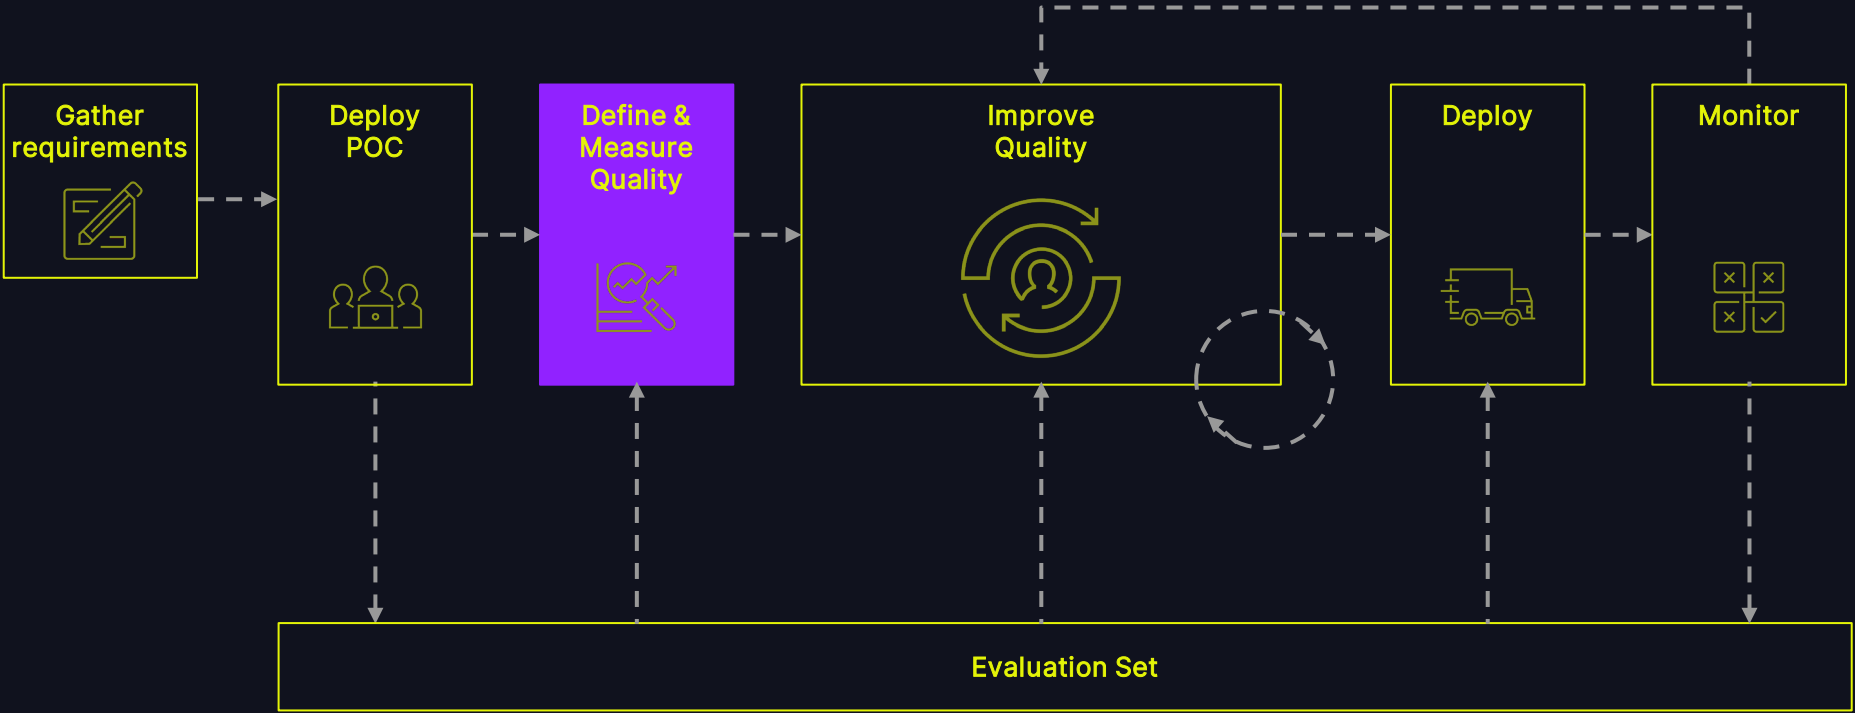 Gather
requirements
Deploy
POC
Define &
Measure
Quality
Improve
Quality
Deploy
Monitor
Evaluation Set